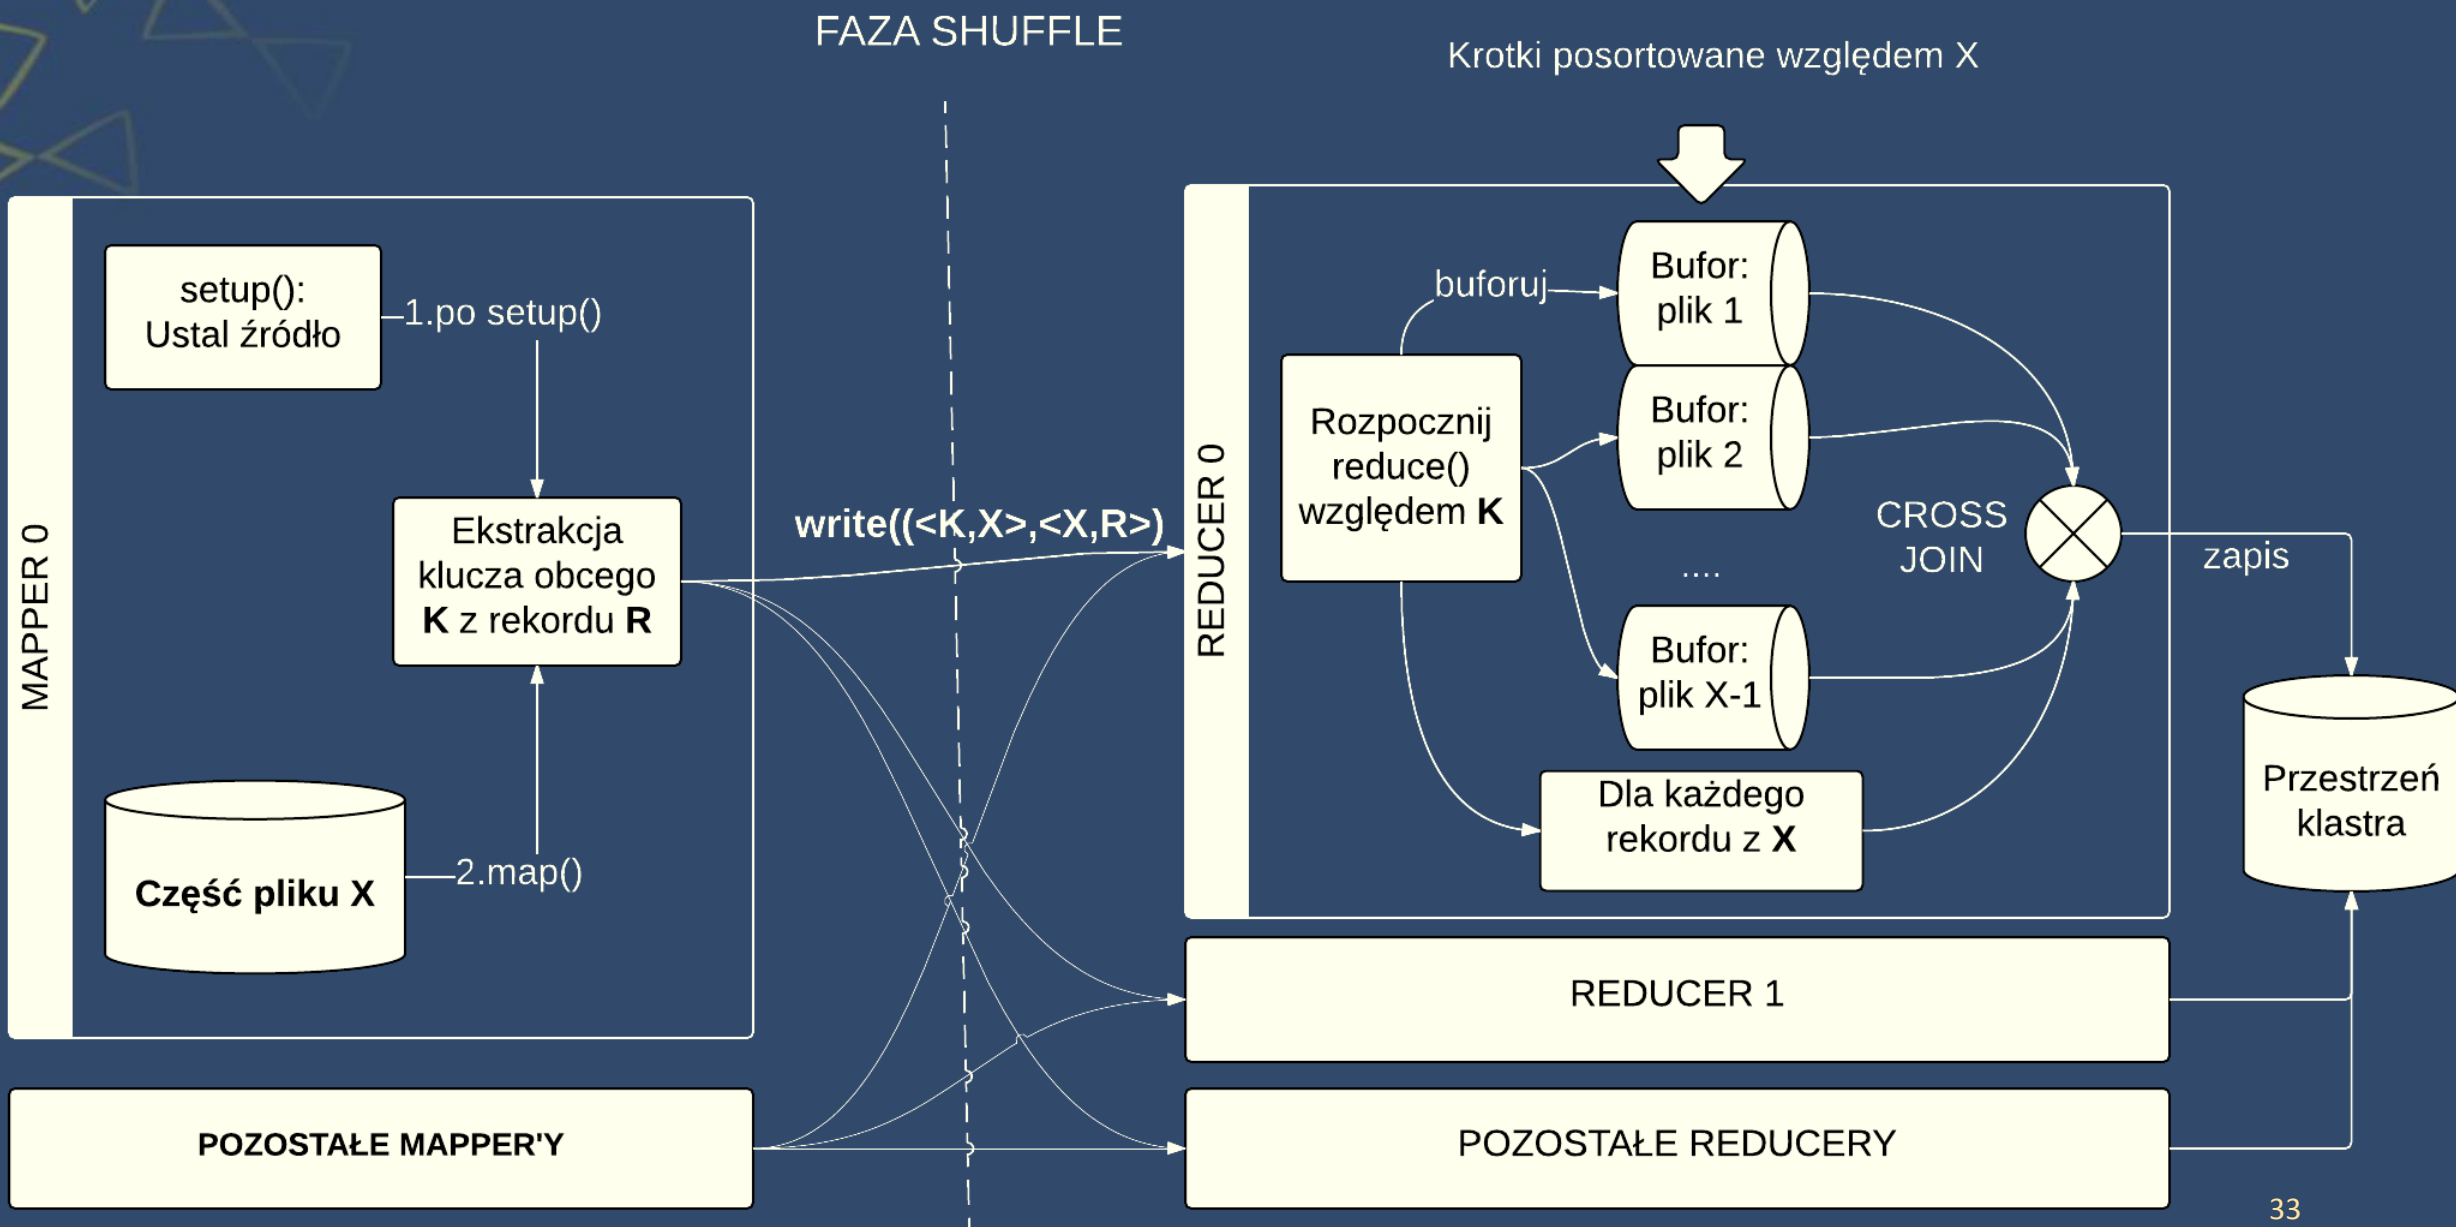 FAZA SHUFFLE
Krotki posortowane względem X
MAPPER 0
setup():
Ustal źródło
1.po setup()
Ekstrakcja
klucza obcego
K z rekordu R
Część pliku X
2.map()
POZOSTAŁE MAPPER'Y
write((<K,X>,<X,R>)
REDUCER 0
Rozpocznij
reduce()
względem K
buforuj
Bufor:
plik 1
Bufor:
plik 2
....
Bufor:
plik X-1
Dla każdego
rekordu z X
CROSS
JOIN
zapis
Przestrzeń
klastra
REDUCER 1
POZOSTAŁE REDUCERY
33